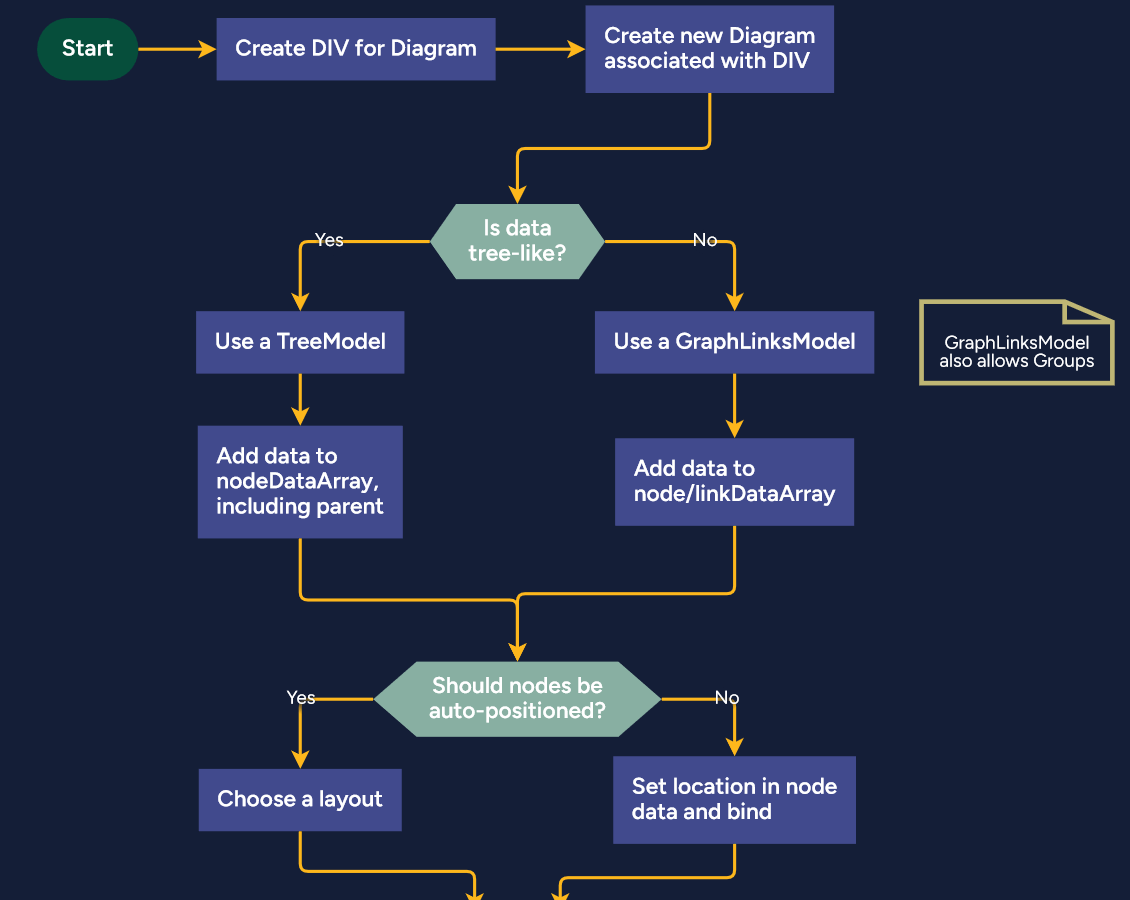 Start
Create DIV for Diagram
Create new Diagram
associated with DIV
Is data
tree-like?
Yes
No
Use a TreeModel
Use a GraphLinksModel
GraphLinksModel
also allows Groups
Add data to
nodeDataArray,
including parent
Add data to
node/linkDataArray
Should nodes be
auto-positioned?
Yes
No
Choose a layout
Set location in node
data and bind